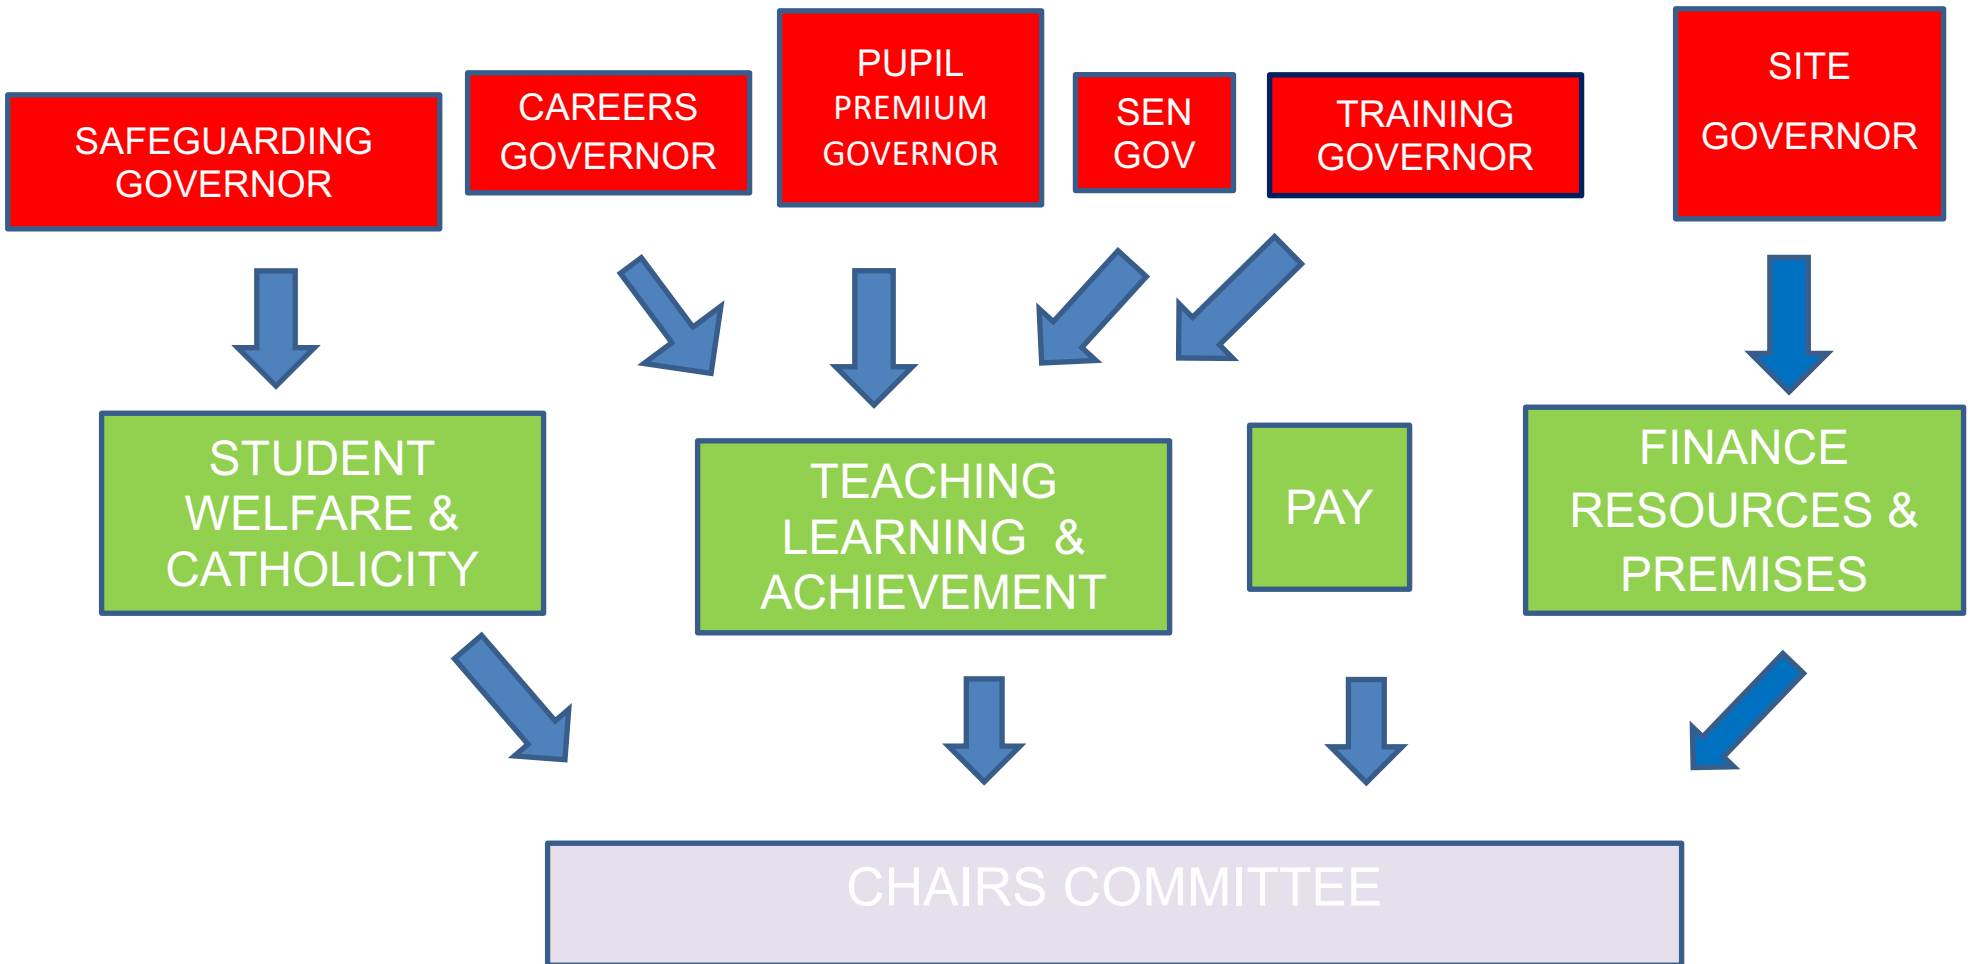 SAFEGUARDING
GOVERNOR
CAREERS
GOVERNOR
PUPIL
PREMIUM
GOVERNOR
SEN
GOV
TRAINING
GOVERNOR
SITE
GOVERNOR
STUDENT
WELFARE &
CATHOLICITY
TEACHING
LEARNING &
ACHIEVEMENT
PAY
FINANCE
RESOURCES &
PREMISES
CHAIRS COMMITTEE